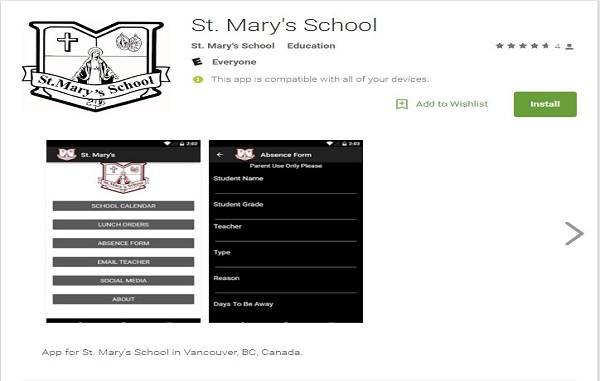 St. Mary's School
St. Mary's School Education
4
Everyone
This app is compatible with all of your devices.
Add to Wishlist
Install
St. Mary's School
2:02
St. Mary's
SCHOOL CALENDAR
LUNCH ORDERS
ABSENCE FORM
EMAIL TEACHER
SOCIAL MEDIA
ABOUT
2:03
Absence Form
Parent Use Only Please
Student Name
Student Grade
Teacher
Type
Reason
Days To Be Away
App for St. Mary's School in Vancouver, BC, Canada.